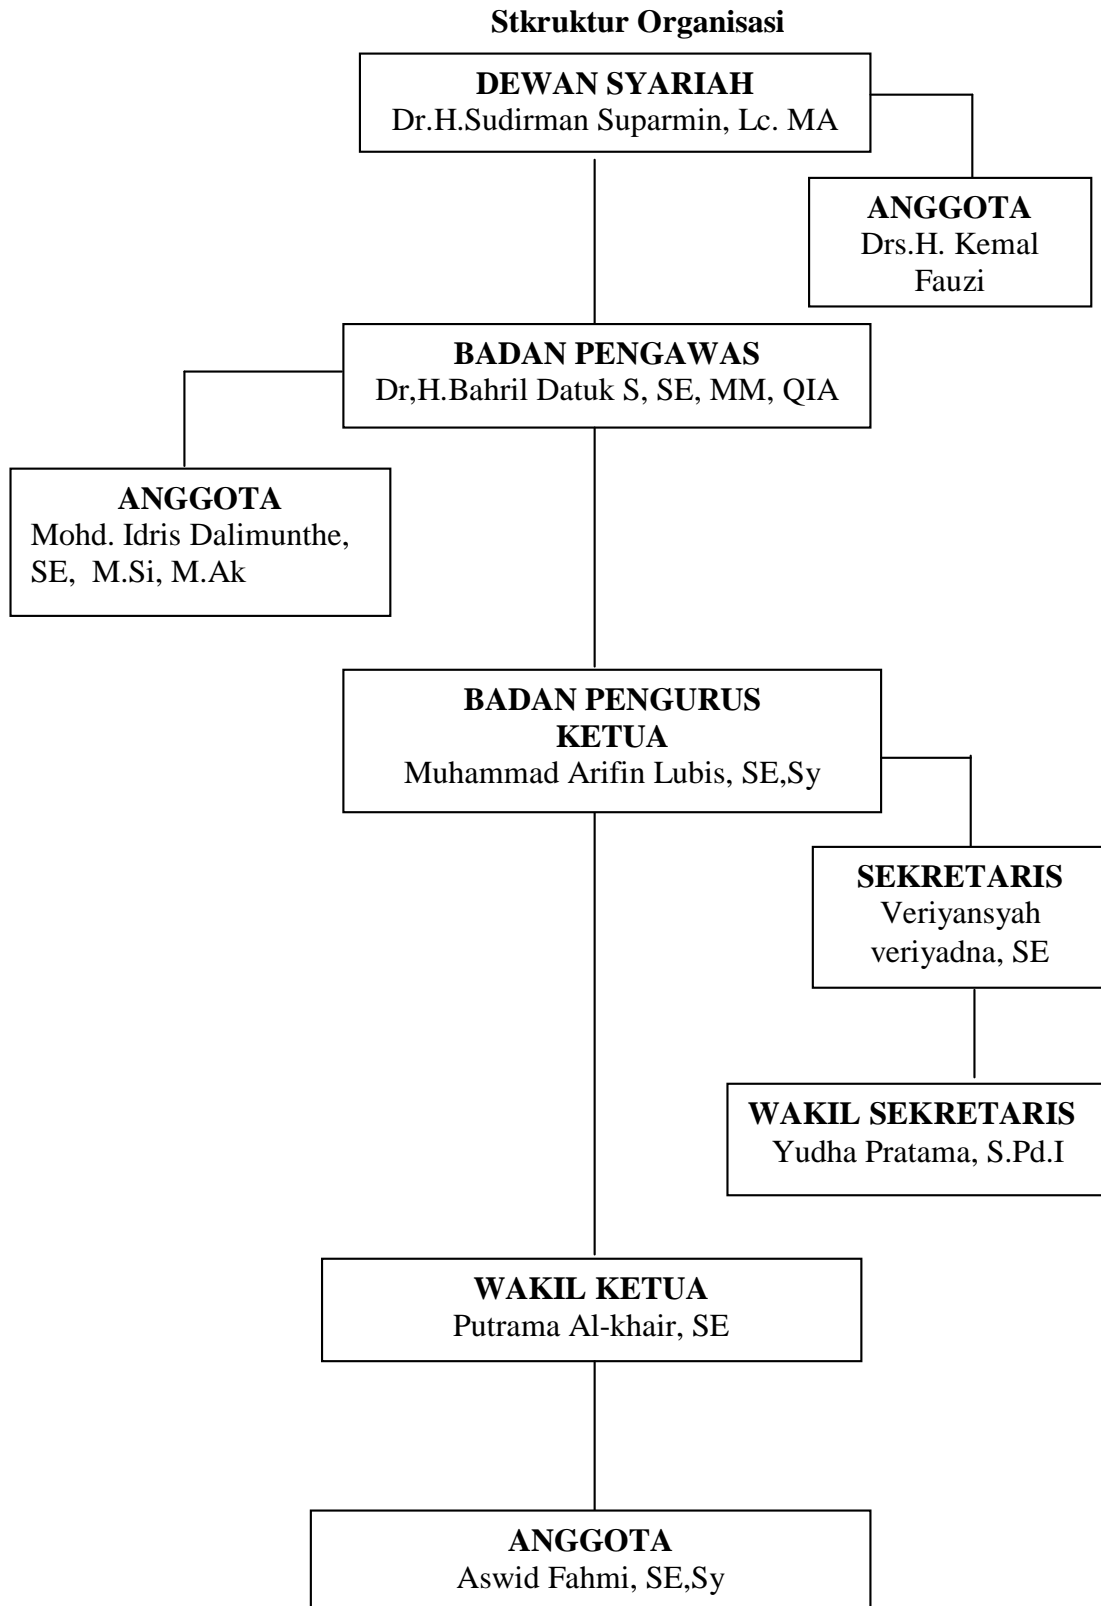 Stkruktur Organisasi
DEWAN SYARIAH
Dr.H.Sudirman Suparmin, Lc. MA
ANGGOTA
Drs.H. Kemal
Fauzi
BADAN PENGAWAS
Dr,H.Bahril Datuk S, SE, MM, QIA
ANGGOTA
Mohd. Idris Dalimunthe,
SE, M.Si, M.Ak
BADAN PENGURUS
KETUA
Muhammad Arifin Lubis, SE,Sy
SEKRETARIS
Veriyansyah
veriyadna, SE
WAKIL SEKRETARIS
Yudha Pratama, S.Pd.I
WAKIL KETUA
Putrama Al-khair, SE
ANGGOTA
Aswid Fahmi, SE,Sy